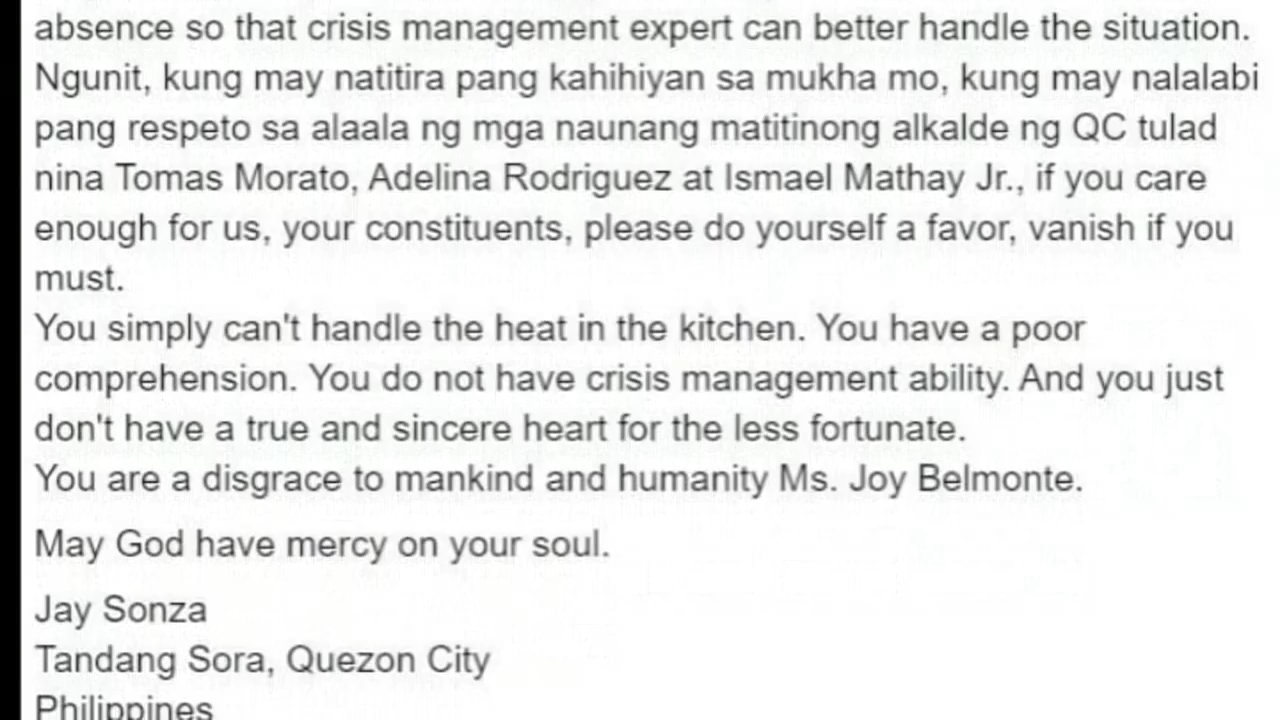 absence so that crisis management expert can better handle the situation.
Ngunit, kung may natitira pang kahihiyan sa mukha mo, kung may nalalabi
pang respeto sa alaala ng mga naunang matitinong alkalde ng QC tulad
nina Tomas Morato, Adelina Rodriguez at Ismael Mathay Jr., if you care
enough for us, your constituents, please do yourself a favor, vanish if you
must.
You simply can't handle the heat in the kitchen. You have a poor
comprehension. You do not have crisis management ability. And you just
don't have a true and sincere heart for the less fortunate.
You are a disgrace to mankind and humanity Ms. Joy Belmonte.
May God have mercy on your soul.
Jay Sonza
Tandang Sora, Quezon City
Philippines